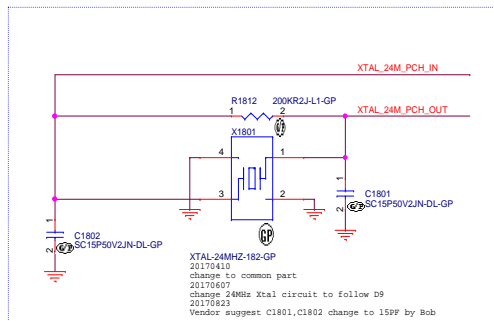 XTAL_24M_PCH_IN
R1812 200KR2J-L1-GP
1 2
XTAL_24M_PCH_OUT
G/P
X1801
4 1
3 2
1
C1801
G/P
SC15P50V2JN-DL-GP
2
1
C1802
G/P
SC15P50V2JN-DL-GP
2
GP
XTAL-24MHZ-182-GP
20170410
change to common part
20170607
change 24MHz Xtal circuit to follow D9
20170823
Vendor suggest C1801,C1802 change to 15PF by Bob